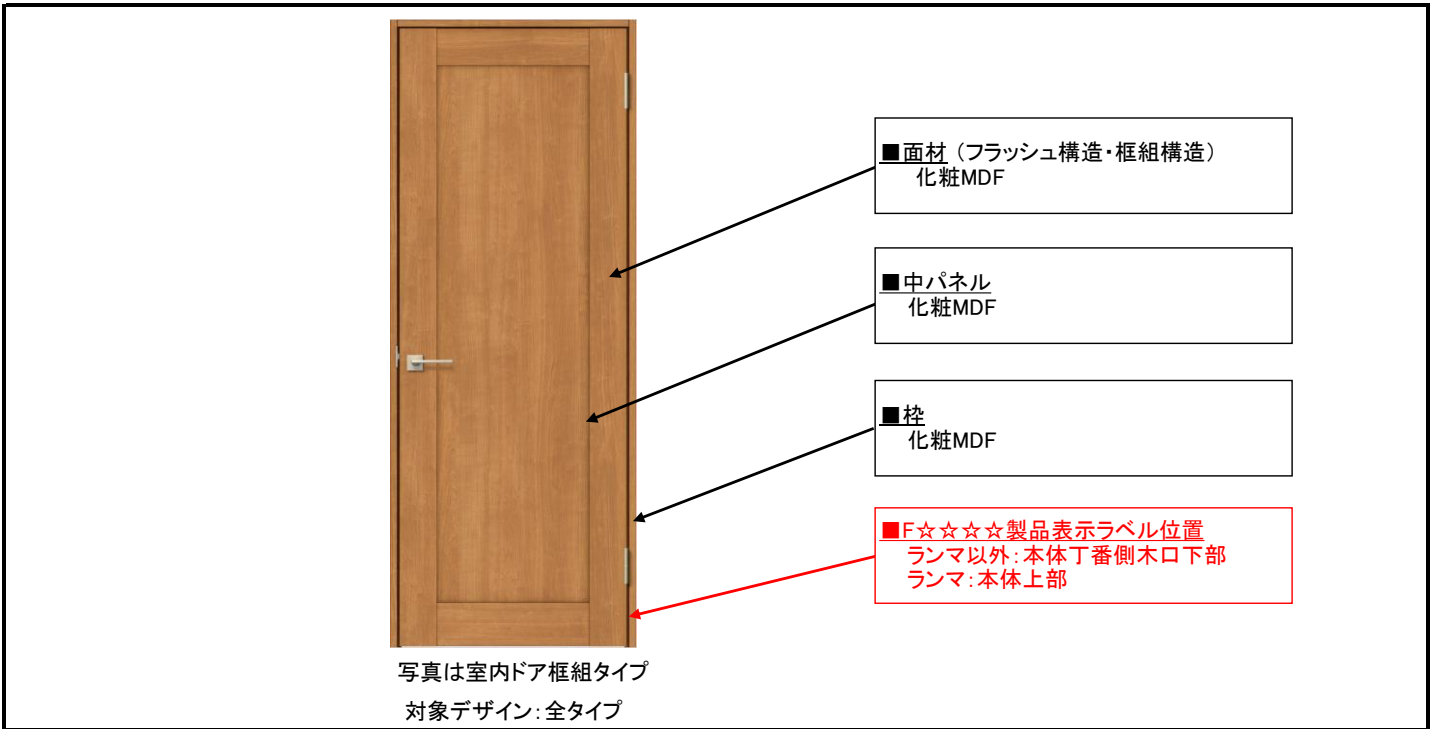 ■面材（フラッシュ構造・框組構造）
化粧MDF
■中パネル
化粧MDF
■枠
化粧MDF
■F☆☆☆☆製品表示ラベル位置
ランマ以外：本体丁番側木口下部
ランマ：本体上部
写真は室内ドア框組タイプ
対象デザイン：全タイプ